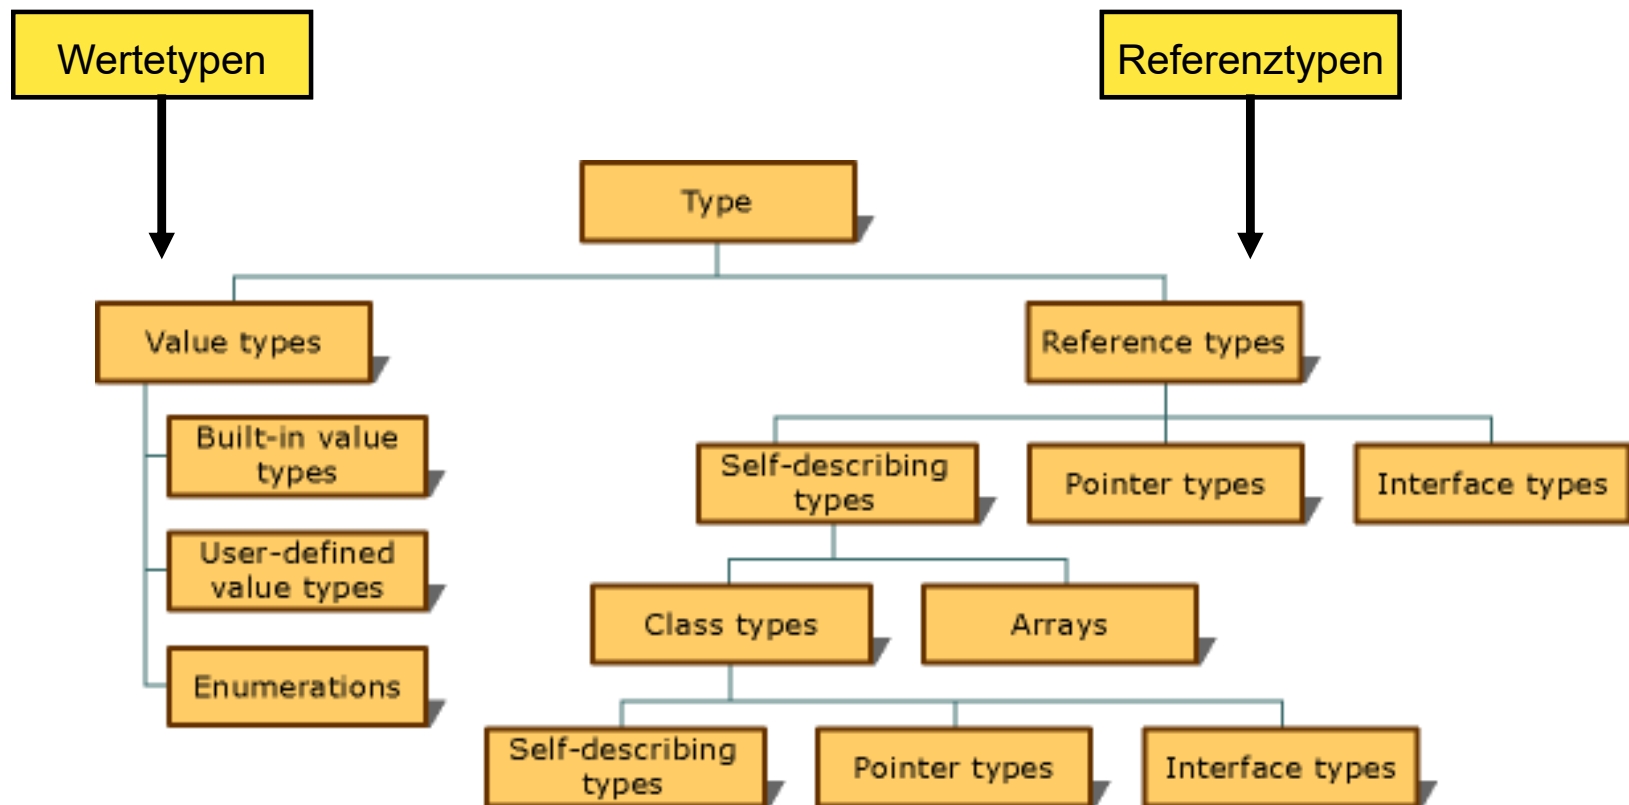 Wertetypen
Referenztypen
Type
Value types
Reference types
Built-in value
types
Self-describing
types
Pointer types
Interface types
User-defined
value types
Class types
Arrays
Enumerations
Self-describing
types
Pointer types
Interface types